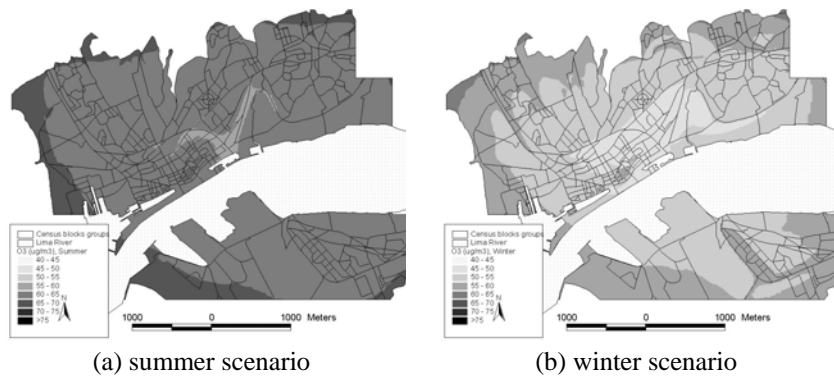 Census blocks groups
Lima River
O3 (ug/m3), Summer
40 - 45
45 - 50
50 - 55
55 - 60
60 - 65
65 - 70
70 - 75
>75
N
1000 0 1000 Meters
(a) summer scenario
Census blocks groups
Lima River
O3 (ug/m3), Winter
40 - 45
45 - 50
50 - 55
55 - 60
60 - 65
65 - 70
70 - 75
>75
N
1000 0 1000 Meters
(b) winter scenario